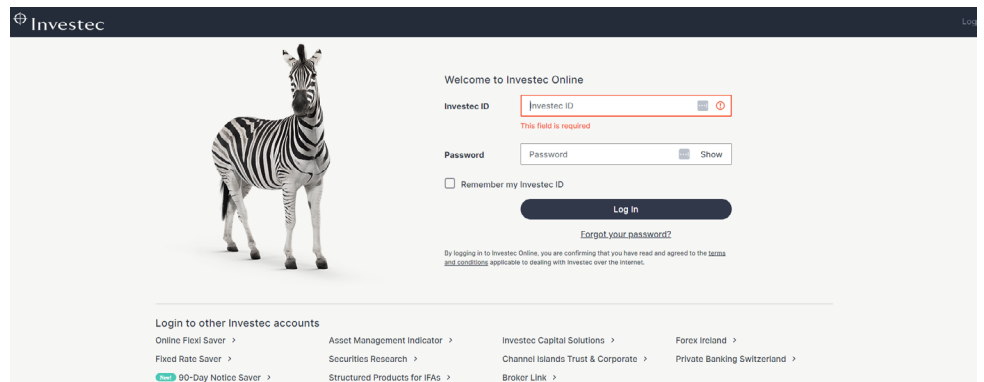 Investec
Log
Welcome to Investec Online
Investec ID
Investec ID
This field is required
Password
Password
Show
Remember my Investec ID
Log In
Forgot your password?
By logging in to Investec Online, you are confirming that you have read and agreed to the terms
and conditions applicable to dealing with Investec over the internet.
Login to other Investec accounts
Online Flexi Saver >
Asset Management Indicator >
Investec Capital Solutions >
Forex Ireland >
Fixed Rate Saver >
Securities Research >
Channel Islands Trust & Corporate >
Private Banking Switzerland >
New! 90-Day Notice Saver >
Structured Products for IFAs >
Broker Link >